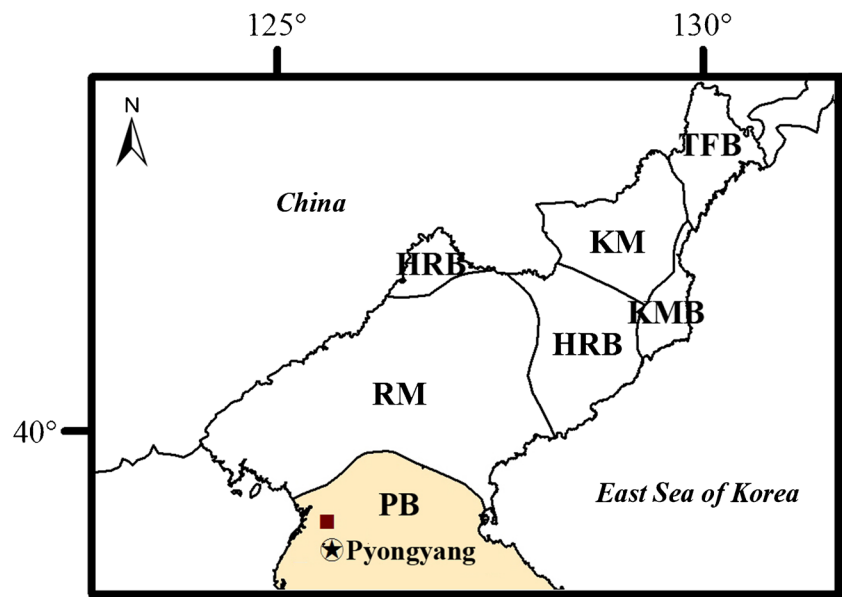 125° 130°
N
TFB
China
KM
HRB
KMB
HRB
RM
40°
East Sea of Korea
PB
Pyongyang